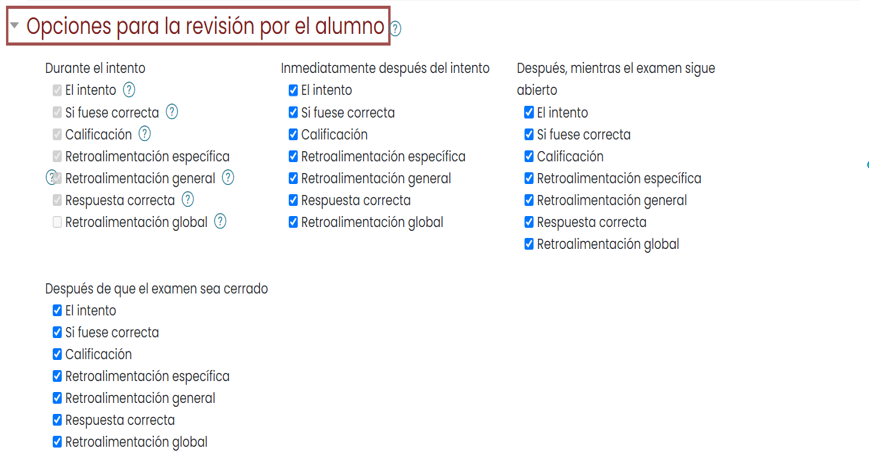 Opciones para la revisión por el alumno ?
Durante el intento
El intento ?
Si fuese correcta ?
Calificación ?
Retroalimentación específica
? Retroalimentación general ?
Respuesta correcta ?
Retroalimentación global ?
Inmediatamente después del intento
El intento
Si fuese correcta
Calificación
Retroalimentación específica
Retroalimentación general
Respuesta correcta
Retroalimentación global
Después, mientras el examen sigue
abierto
El intento
Si fuese correcta
Calificación
Retroalimentación específica
Retroalimentación general
Respuesta correcta
Retroalimentación global
Después de que el examen sea cerrado
El intento
Si fuese correcta
Calificación
Retroalimentación específica
Retroalimentación general
Respuesta correcta
Retroalimentación global